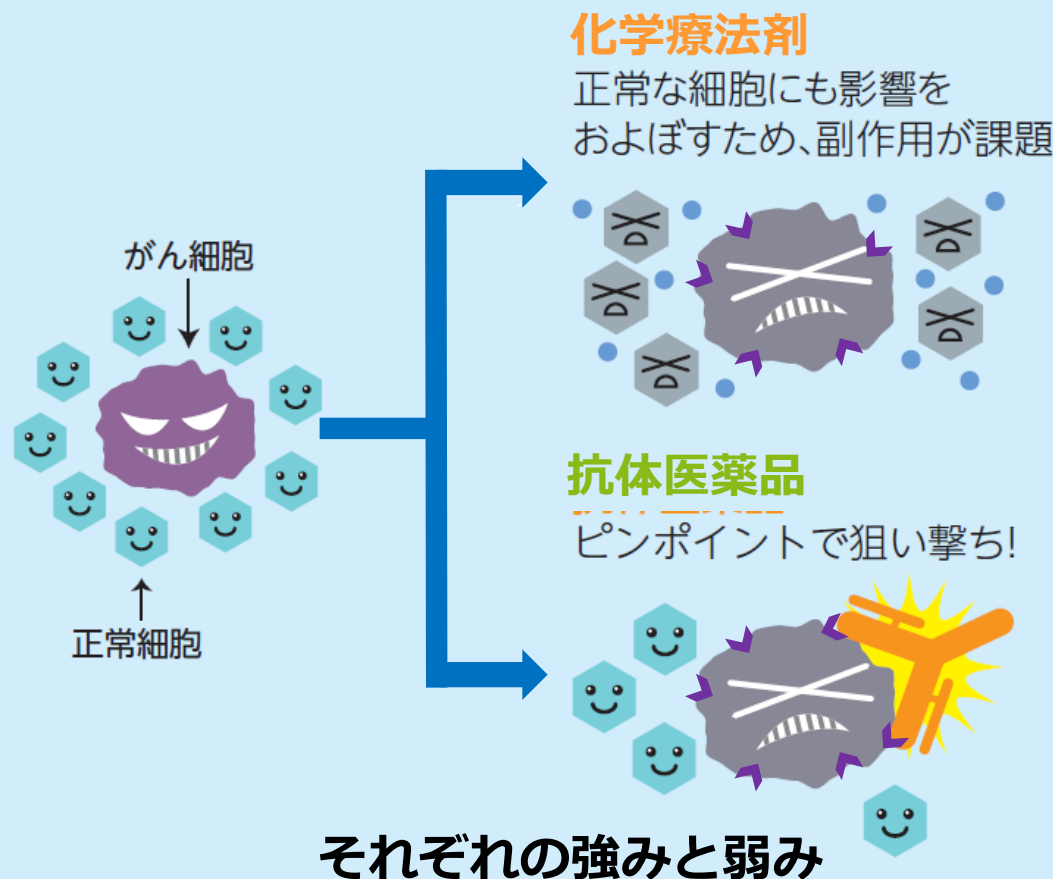 化学療法剤
正常な細胞にも影響を
およぼすため、副作用が課題
がん細胞
正常細胞
抗体医薬品
ピンポイントで狙い撃ち!
それぞれの強みと弱み